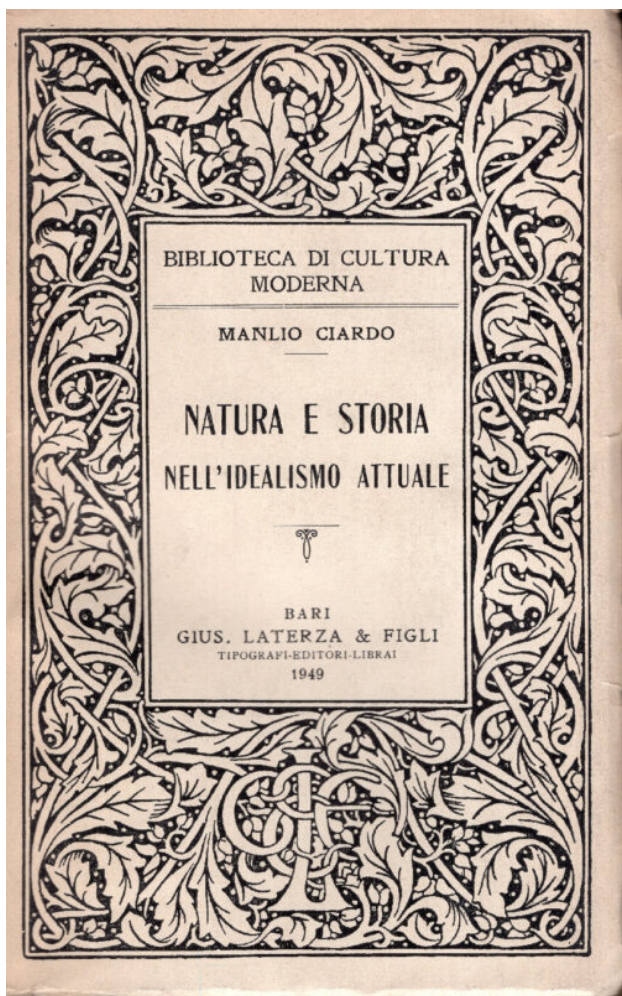 BIBLIOTECA DI CULTURA
MODERNA
MANLIO CIARDO
NATURA E STORIA
NELL'IDEALISMO ATTUALE
BARI
GIUS. LATERZA & FIGLI
TIPOGRAFI-EDITORI-LIBRAI
1949